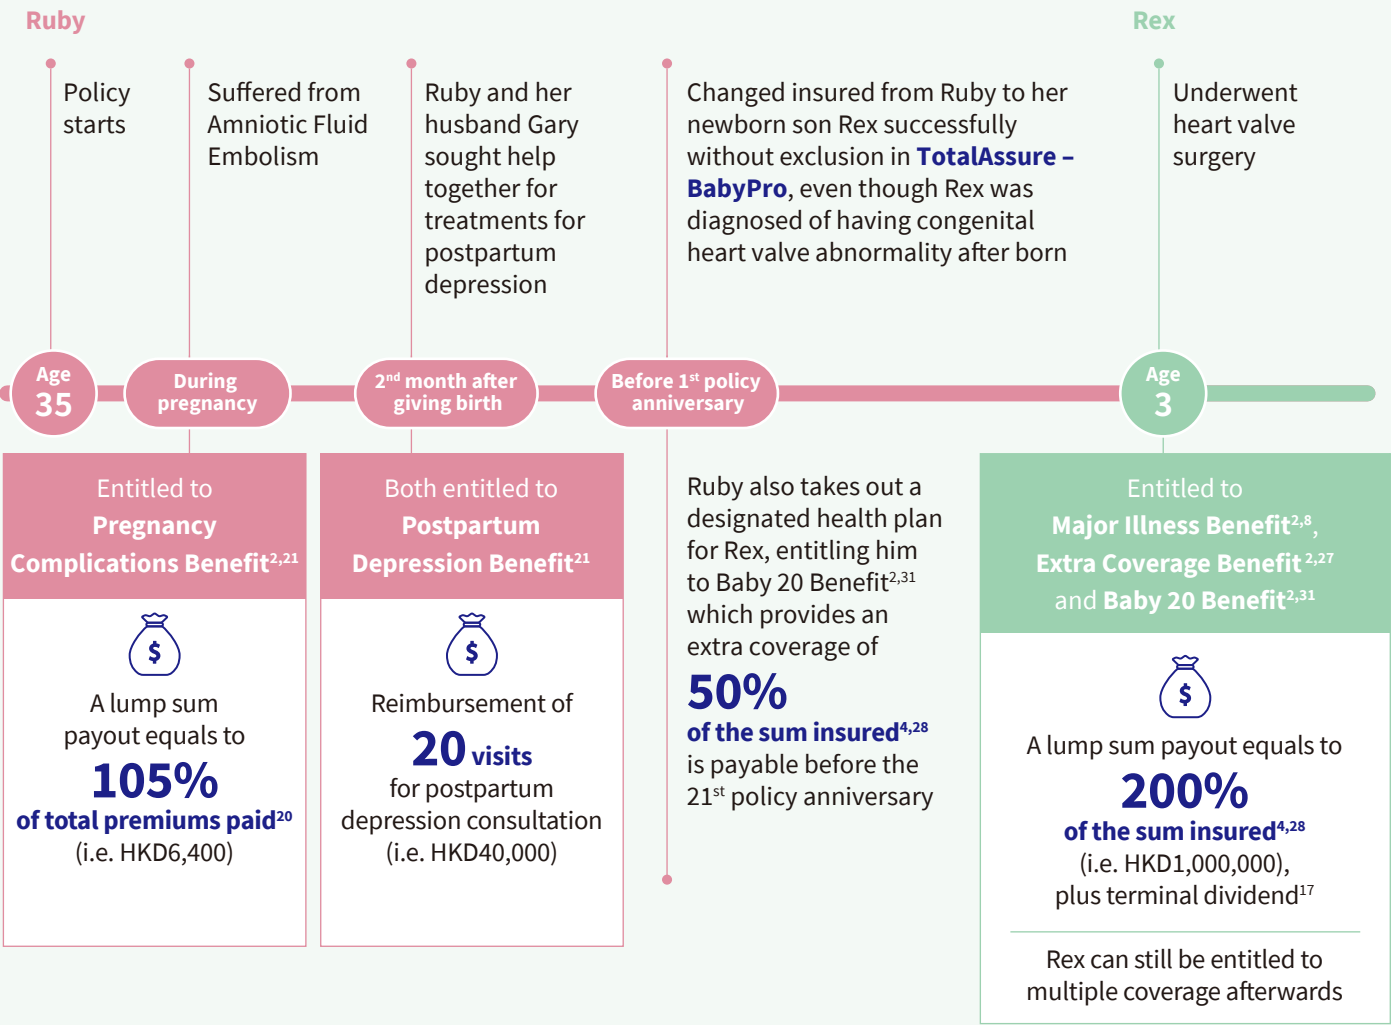 Ruby
Rex
Policy
starts
Suffered from
Amniotic Fluid
Embolism
Ruby and her
husband Gary
sought help
together for
treatments for
postpartum
depression
Changed insured from Ruby to her
newborn son Rex successfully
without exclusion in TotalAssure –
BabyPro, even though Rex was
diagnosed of having congenital
heart valve abnormality after born
Underwent
heart valve
surgery
Age
35
During
pregnancy
2nd month after
giving birth
Before 1st policy
anniversary
Age
3
Entitled to
Pregnancy
Complications Benefit2,21
$
A lump sum
payout equals to
105%
of total premiums paid20
(i.e. HKD6,400)
Both entitled to
Postpartum
Depression Benefit21
$
Reimbursement of
20 visits
for postpartum
depression consultation
(i.e. HKD40,000)
Ruby also takes out a
designated health plan
for Rex, entitling him
to Baby 20 Benefit2,31
which provides an
extra coverage of
50%
of the sum insured4,28
is payable before the
21st policy anniversary
Entitled to
Major Illness Benefit2,8,
Extra Coverage Benefit 2,27
and Baby 20 Benefit2,31
$
A lump sum payout equals to
200%
of the sum insured4,28
(i.e. HKD1,000,000),
plus terminal dividend17
Rex can still be entitled to
multiple coverage afterwards